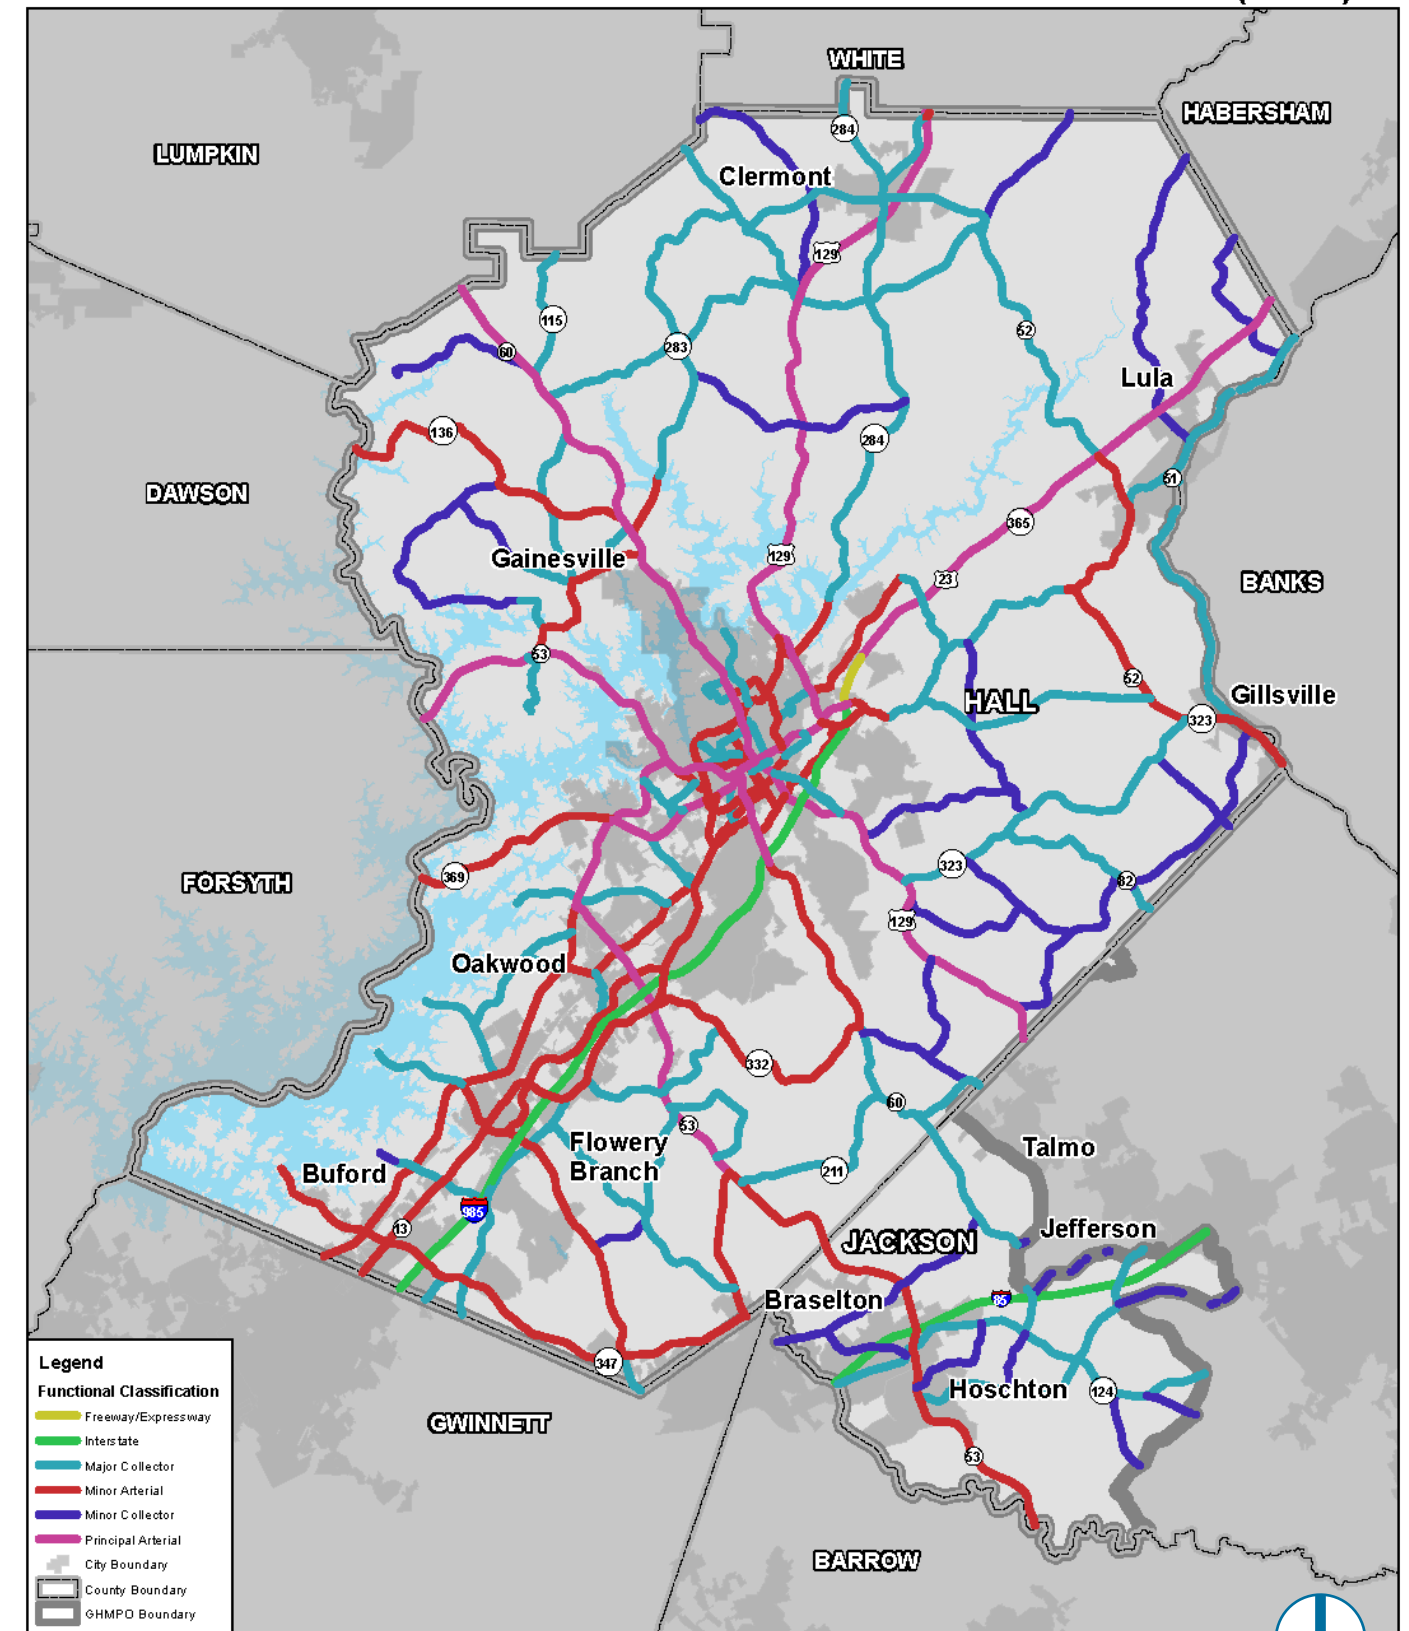 WHITE
HABERSHAM
284
LUMPKIN
Clermont
129
115
52
60
283
Lula
136
284
51
DAWSON
365
129
Gainesville
23
BANKS
53
52
HALL
Gillsville
323
323
369
82
FORSYTH
129
Oakwood
332
60
53
Flowery
Branch
Talmo
211
Buford
985
13
JACKSON
Jefferson
85
Braselton
347
Hoschton
124
GWINNETT
53
BARROW
Legend
Functional Classification
Freeway/Expressway
Interstate
Major Collector
Minor Arterial
Minor Collector
Principal Arterial
City Boundary
County Boundary
GHMPO Boundary